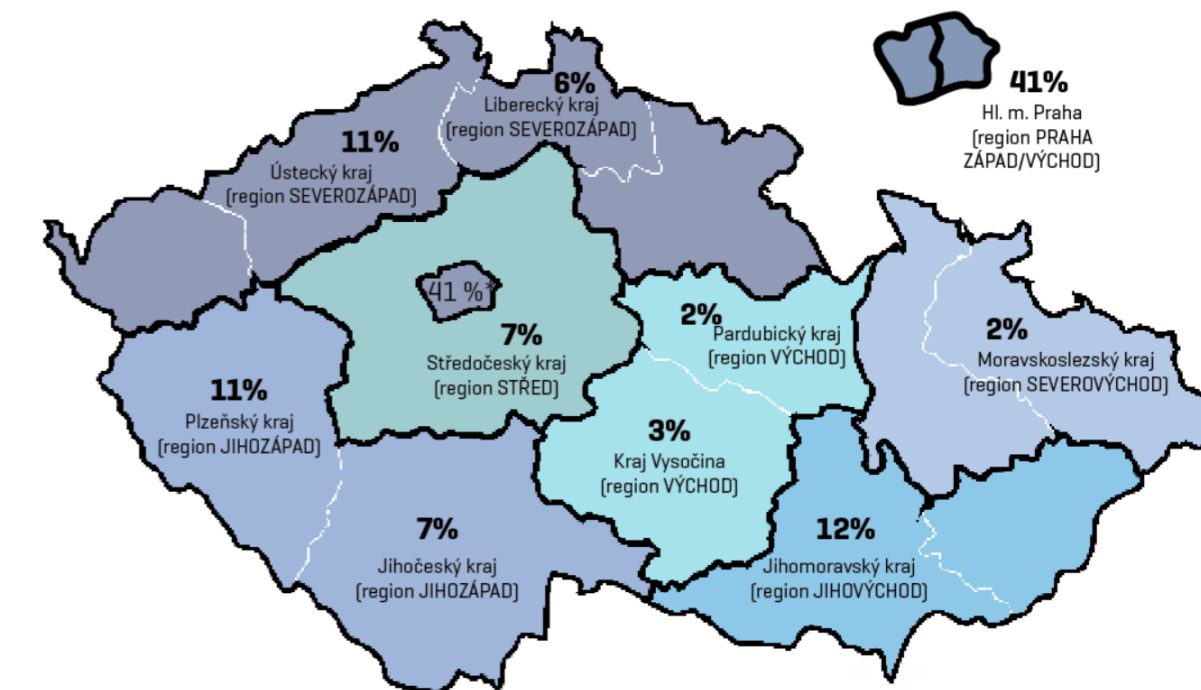 41%
Hl. m. Praha
(region PRAHA
ZÁPAD/VÝCHOD)
6%
Liberecký kraj
(region SEVEROZÁPAD)
11%
Ústecký kraj
(region SEVEROZÁPAD)
41 %*
7%
Středočeský kraj
(region STŘED)
2%
Pardubický kraj
(region VÝCHOD)
2%
Moravskoslezský kraj
(region SEVEROVÝCHOD)
11%
Plzeňský kraj
(region JIHOZÁPAD)
3%
Kraj Vysočina
(region VÝCHOD)
7%
Jihočeský kraj
(region JIHOZÁPAD)
12%
Jihomoravský kraj
(region JIHOVÝCHOD)